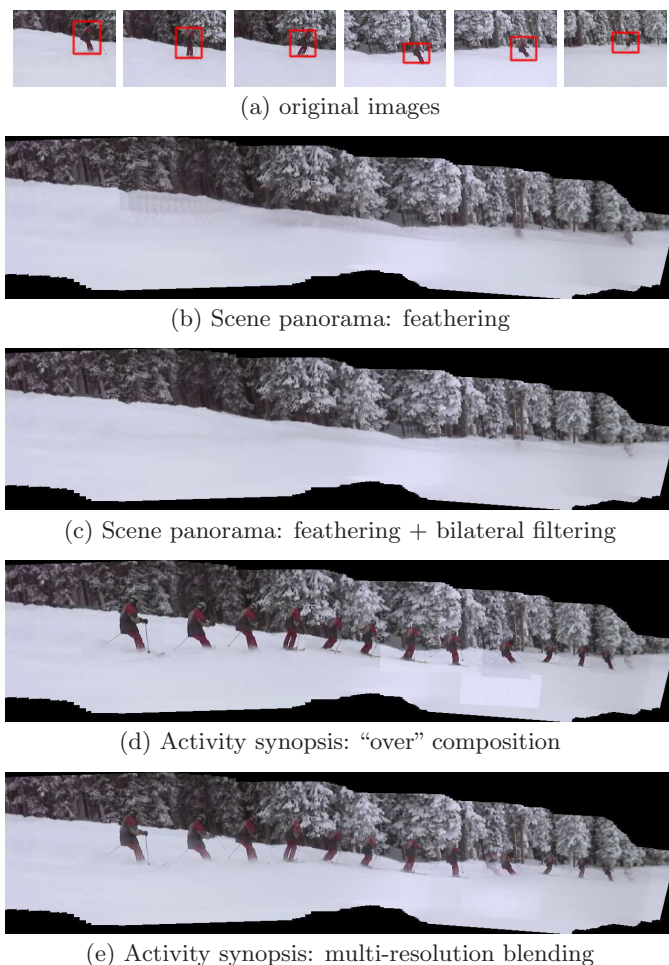 (a) original images
(b) Scene panorama: feathering
(c) Scene panorama: feathering + bilateral filtering
(d) Activity synopsis: “over” composition
(e) Activity synopsis: multi-resolution blending